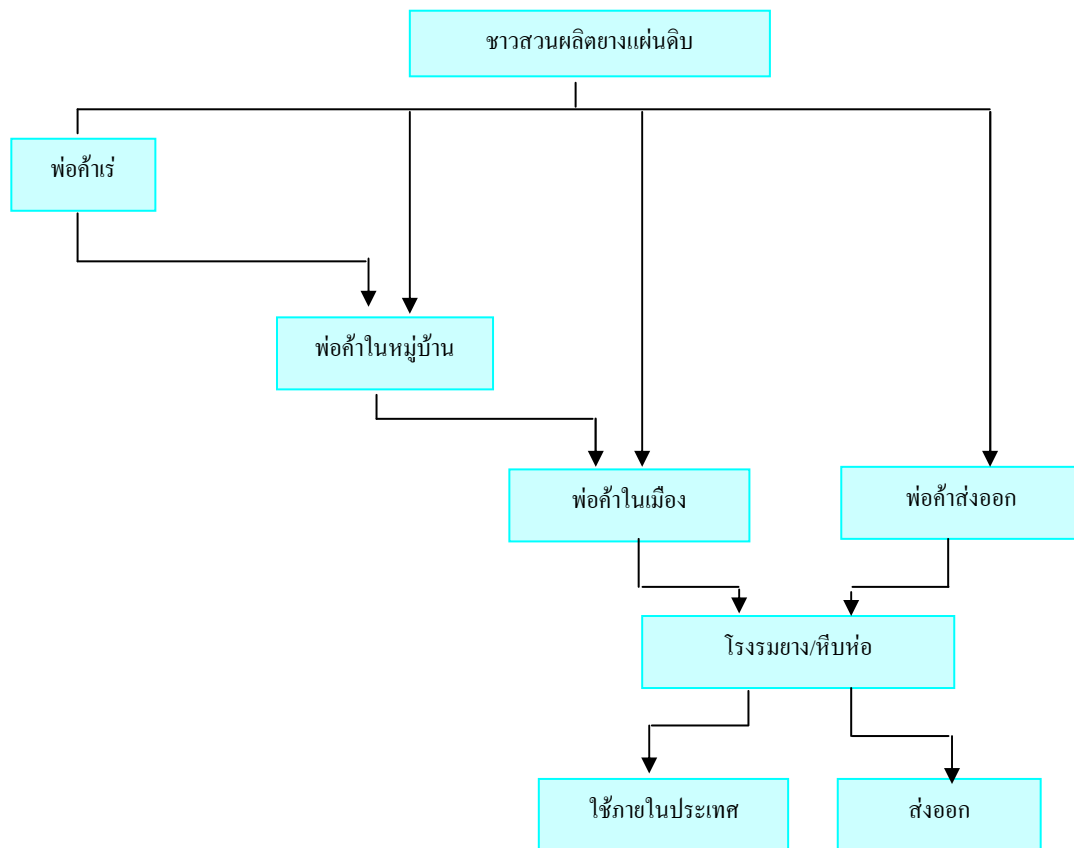 ชาวสวนผลิตยางแผ่นดิบ
พ่อค้าเร่
พ่อค้าในหมู่บ้าน
พ่อค้าในเมือง
พ่อค้าส่งออก
โรงรมยาง/หีบห่อ
ใช้ภายในประเทศ
ส่งออก